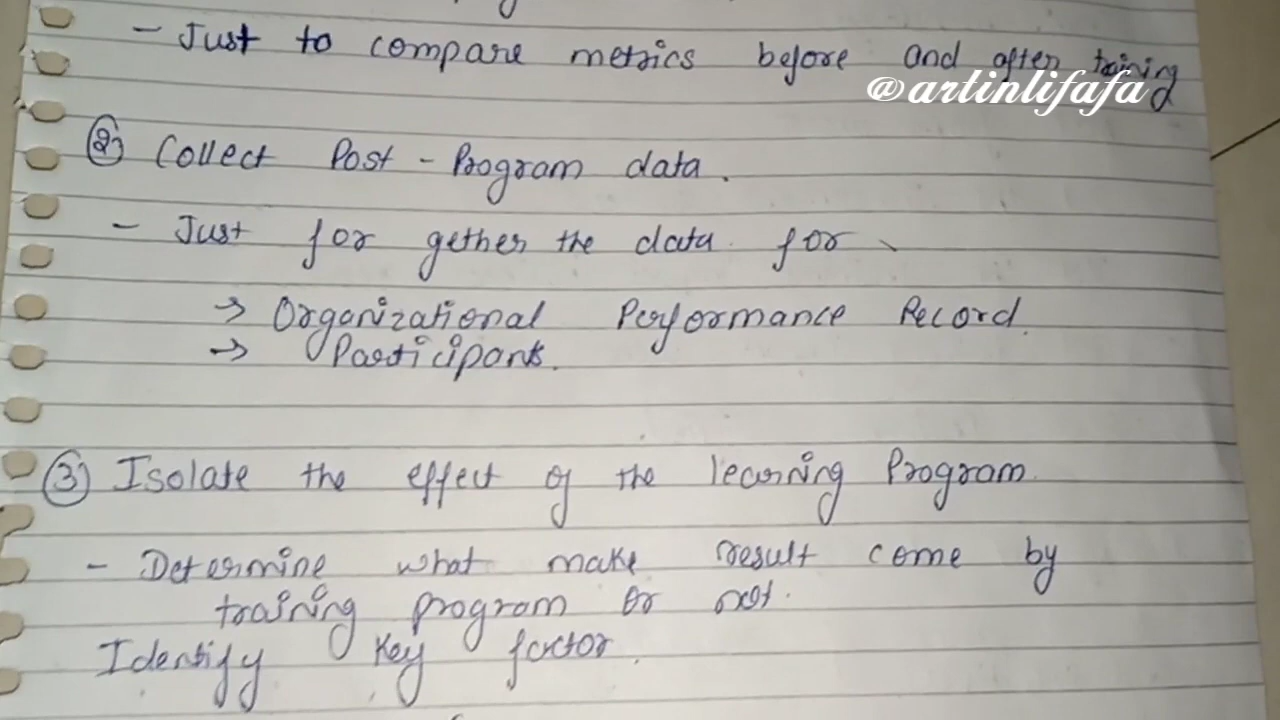 - Just to compare metrics before and after training
@artinlifafa
② Collect Post - Program data.
- Just for gether the data for
→ Organizational Performance Record.
→ Participants.
③ Isolate the effect of the learning Program.
- Determine what make result come by
training program or not.
Identify Key factor.